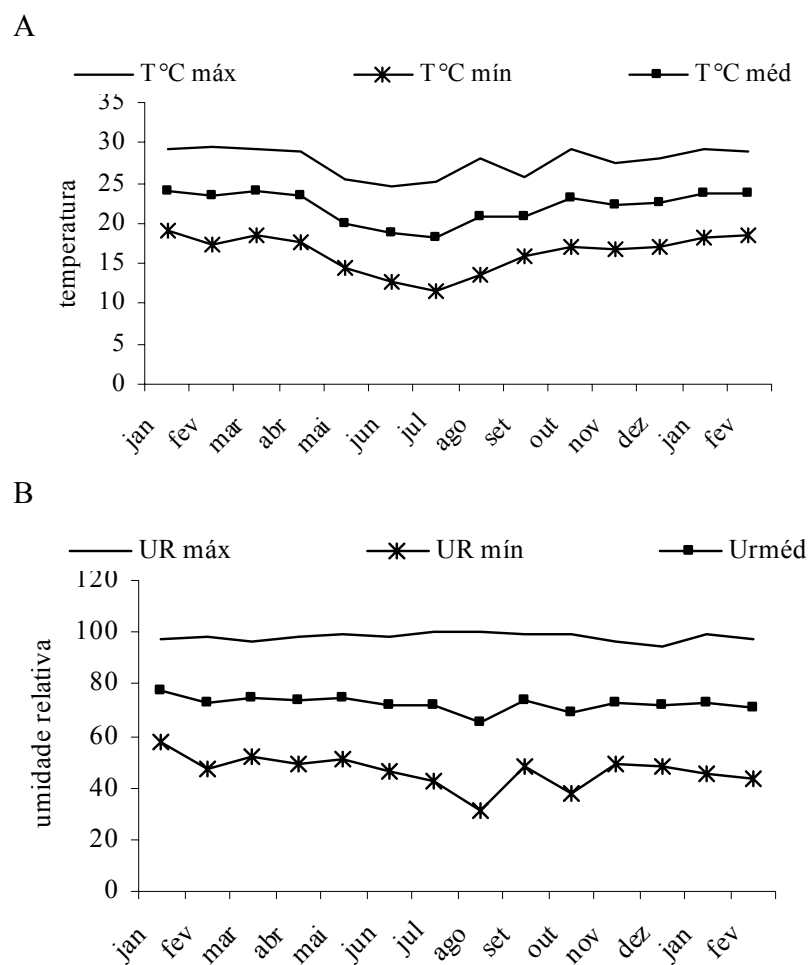 A
T°C máx T°C mín T°C méd
35
30
25
20
15
10
5
0
temperatura
jan fev mar abr mai jun jul ago set out nov dez jan fev
B
UR máx UR mín Urméd
120
100
80
60
40
20
0
umidade relativa
jan fev mar abr mai jun jul ago set out nov dez jan fev